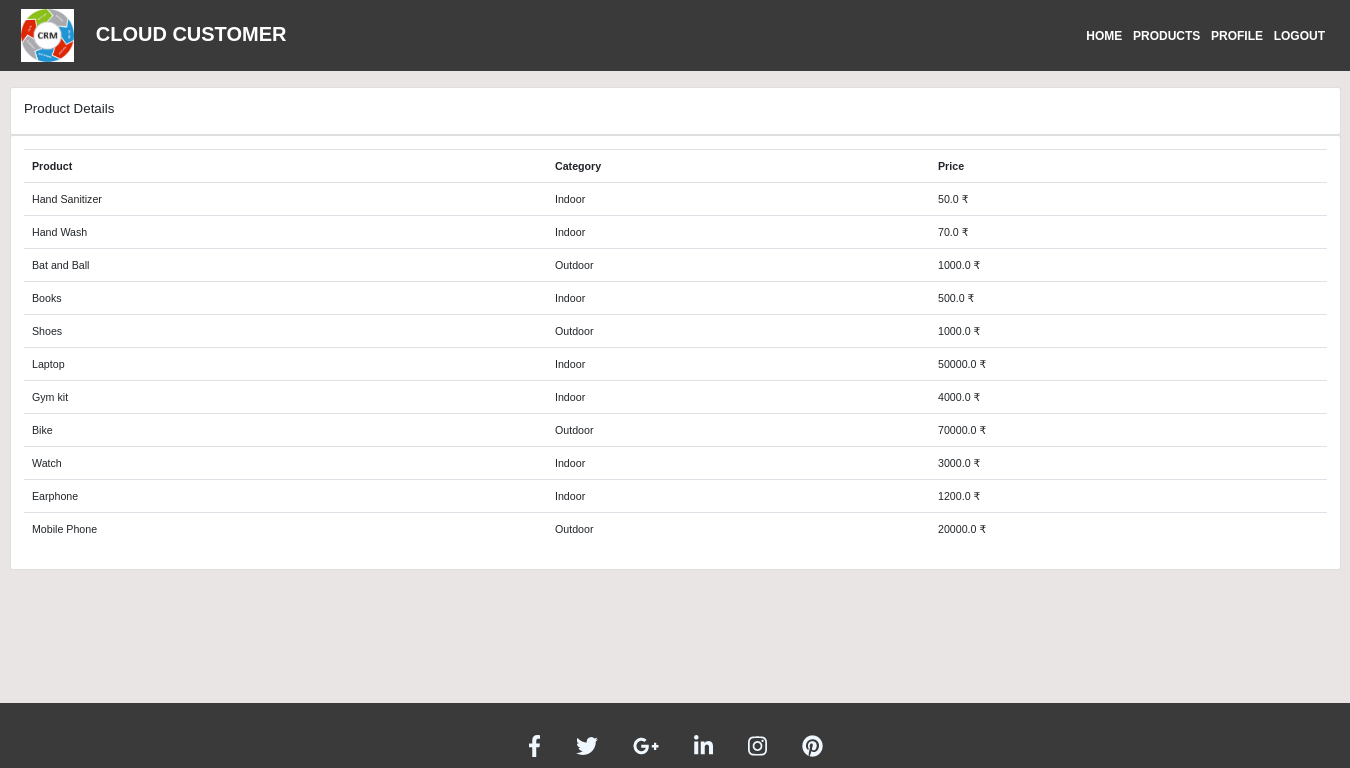 CRM
CLOUD CUSTOMER
HOME PRODUCTS PROFILE LOGOUT
Product Details
Product Category Price
Hand Sanitizer Indoor 50.0 ₹
Hand Wash Indoor 70.0 ₹
Bat and Ball Outdoor 1000.0 ₹
Books Indoor 500.0 ₹
Shoes Outdoor 1000.0 ₹
Laptop Indoor 50000.0 ₹
Gym kit Indoor 4000.0 ₹
Bike Outdoor 70000.0 ₹
Watch Indoor 3000.0 ₹
Earphone Indoor 1200.0 ₹
Mobile Phone Outdoor 20000.0 ₹